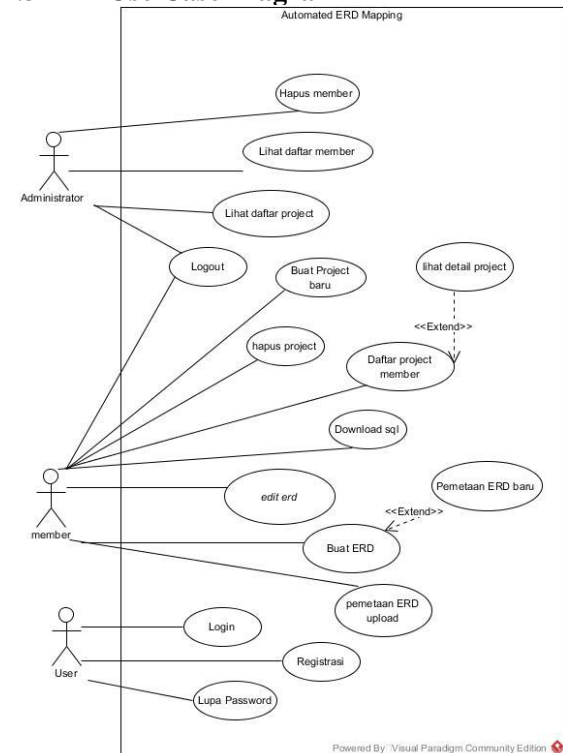 Automated ERD Mapping
Hapus member
Lihat daftar member
Administrator
Lihat daftar project
Logout
Buat Project
baru
lihat detail project
<<Extend>>
hapus project
Daftar project
member
Download sql
edit erd
Pemetaan ERD baru
<<Extend>>
member
Buat ERD
pemetaan ERD
upload
Login
User
Registrasi
Lupa Password
Powered By Visual Paradigm Community Edition